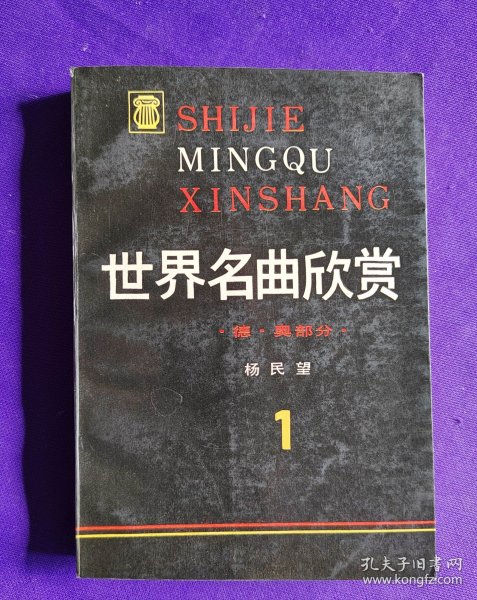 SHIJIE
MINGQU
XINSHANG
世界名曲欣赏
·德·奥部分·
杨民望
1
孔夫子旧书网
www.kongfz.com